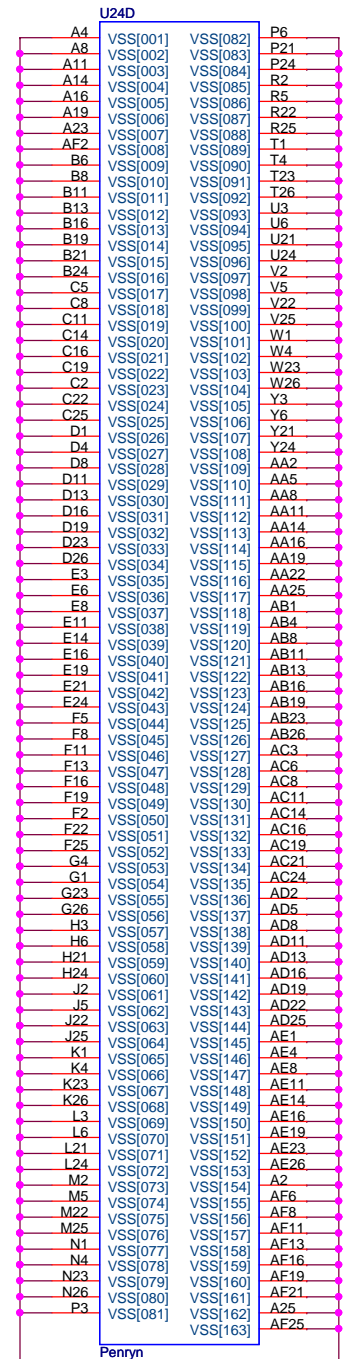 U24D
A4 VSS[001] VSS[082] P6
A8 VSS[002] VSS[083] P21
A11 VSS[003] VSS[084] P24
A14 VSS[004] VSS[085] R2
A16 VSS[005] VSS[086] R5
A19 VSS[006] VSS[087] R22
A23 VSS[007] VSS[088] R25
AF2 VSS[008] VSS[089] T1
B6 VSS[009] VSS[090] T4
B8 VSS[010] VSS[091] T23
B11 VSS[011] VSS[092] T26
B13 VSS[012] VSS[093] U3
B16 VSS[013] VSS[094] U6
B19 VSS[014] VSS[095] U21
B21 VSS[015] VSS[096] U24
B24 VSS[016] VSS[097] V2
C5 VSS[017] VSS[098] V5
C8 VSS[018] VSS[099] V22
C11 VSS[019] VSS[100] V25
C14 VSS[020] VSS[101] W1
C16 VSS[021] VSS[102] W4
C19 VSS[022] VSS[103] W23
C2 VSS[023] VSS[104] W26
C22 VSS[024] VSS[105] Y3
C25 VSS[025] VSS[106] Y6
D1 VSS[026] VSS[107] Y21
D4 VSS[027] VSS[108] Y24
D8 VSS[028] VSS[109] AA2
D11 VSS[029] VSS[110] AA5
D13 VSS[030] VSS[111] AA8
D16 VSS[031] VSS[112] AA11
D19 VSS[032] VSS[113] AA14
D23 VSS[033] VSS[114] AA16
D26 VSS[034] VSS[115] AA19
E3 VSS[035] VSS[116] AA22
E6 VSS[036] VSS[117] AA25
E8 VSS[037] VSS[118] AB1
E11 VSS[038] VSS[119] AB4
E14 VSS[039] VSS[120] AB8
E16 VSS[040] VSS[121] AB11
E19 VSS[041] VSS[122] AB13
E21 VSS[042] VSS[123] AB16
E24 VSS[043] VSS[124] AB19
F5 VSS[044] VSS[125] AB23
F8 VSS[045] VSS[126] AB26
F11 VSS[046] VSS[127] AC3
F13 VSS[047] VSS[128] AC6
F16 VSS[048] VSS[129] AC8
F19 VSS[049] VSS[130] AC11
F2 VSS[050] VSS[131] AC14
F22 VSS[051] VSS[132] AC16
F25 VSS[052] VSS[133] AC19
G4 VSS[053] VSS[134] AC21
G1 VSS[054] VSS[135] AC24
G23 VSS[055] VSS[136] AD2
G26 VSS[056] VSS[137] AD5
H3 VSS[057] VSS[138] AD8
H6 VSS[058] VSS[139] AD11
H21 VSS[059] VSS[140] AD13
H24 VSS[060] VSS[141] AD16
J2 VSS[061] VSS[142] AD19
J5 VSS[062] VSS[143] AD22
J22 VSS[063] VSS[144] AD25
J25 VSS[064] VSS[145] AE1
K1 VSS[065] VSS[146] AE4
K4 VSS[066] VSS[147] AE8
K23 VSS[067] VSS[148] AE11
K26 VSS[068] VSS[149] AE14
L3 VSS[069] VSS[150] AE16
L6 VSS[070] VSS[151] AE19
L21 VSS[071] VSS[152] AE23
L24 VSS[072] VSS[153] AE26
M2 VSS[073] VSS[154] A2
M5 VSS[074] VSS[155] AF6
M22 VSS[075] VSS[156] AF8
M25 VSS[076] VSS[157] AF11
N1 VSS[077] VSS[158] AF13
N4 VSS[078] VSS[159] AF16
N23 VSS[079] VSS[160] AF19
N26 VSS[080] VSS[161] AF21
P3 VSS[081] VSS[162] A25
VSS[163] AF25
Penryn